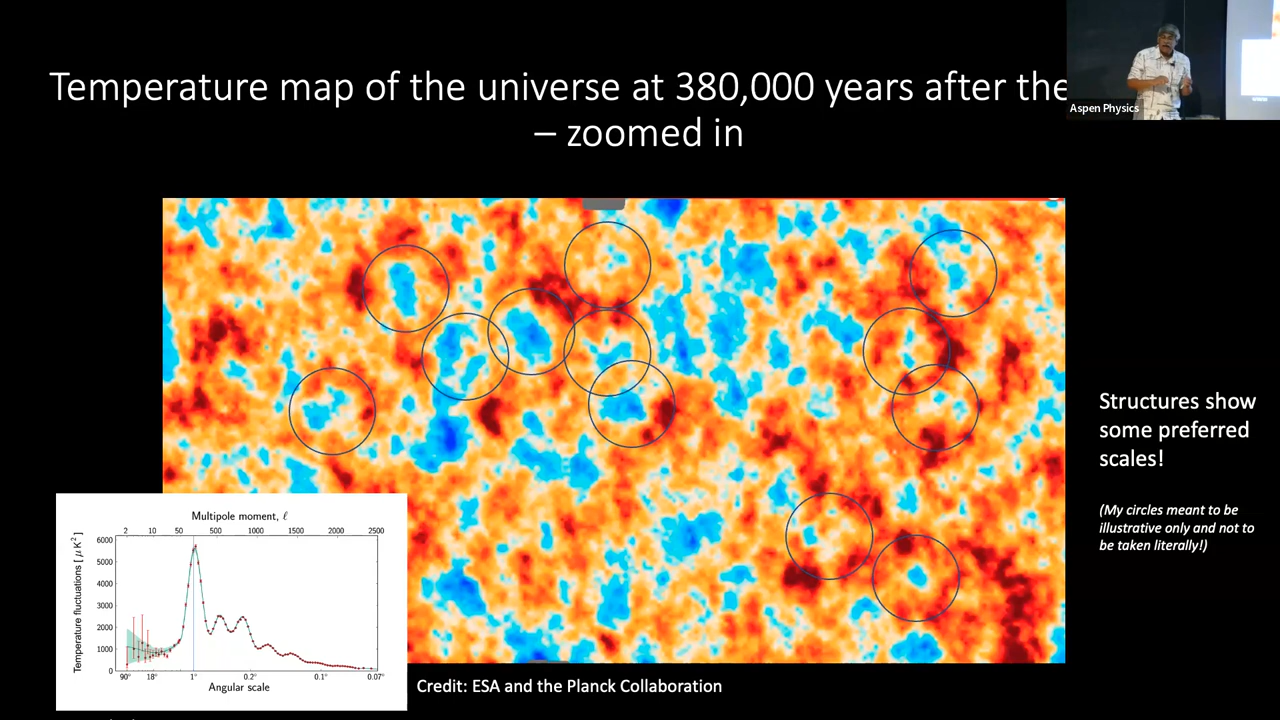 Temperature map of the universe at 380,000 years after the
– zoomed in
Aspen Physics
Structures show
some preferred
scales!
(My circles meant to be
illustrative only and not to
be taken literally!)
Multipole moment, ℓ
2 10 50 500 1000 1500 2000 2500
Temperature fluctuations [ μK² ]
6000
5000
4000
3000
2000
1000
0
90° 18° 1° 0.2° 0.1° 0.07°
Angular scale
Credit: ESA and the Planck Collaboration